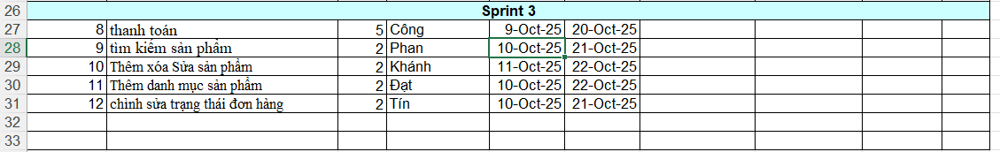 26 Sprint 3
27 8 thanh toán 5 Công 9-Oct-25 20-Oct-25
28 9 tìm kiếm sản phẩm 2 Phan 10-Oct-25 21-Oct-25
29 10 Thêm xóa Sửa sản phẩm 2 Khánh 11-Oct-25 22-Oct-25
30 11 Thêm danh mục sản phẩm 2 Đạt 10-Oct-25 22-Oct-25
31 12 chỉnh sửa trạng thái đơn hàng 2 Tín 10-Oct-25 21-Oct-25
32
33